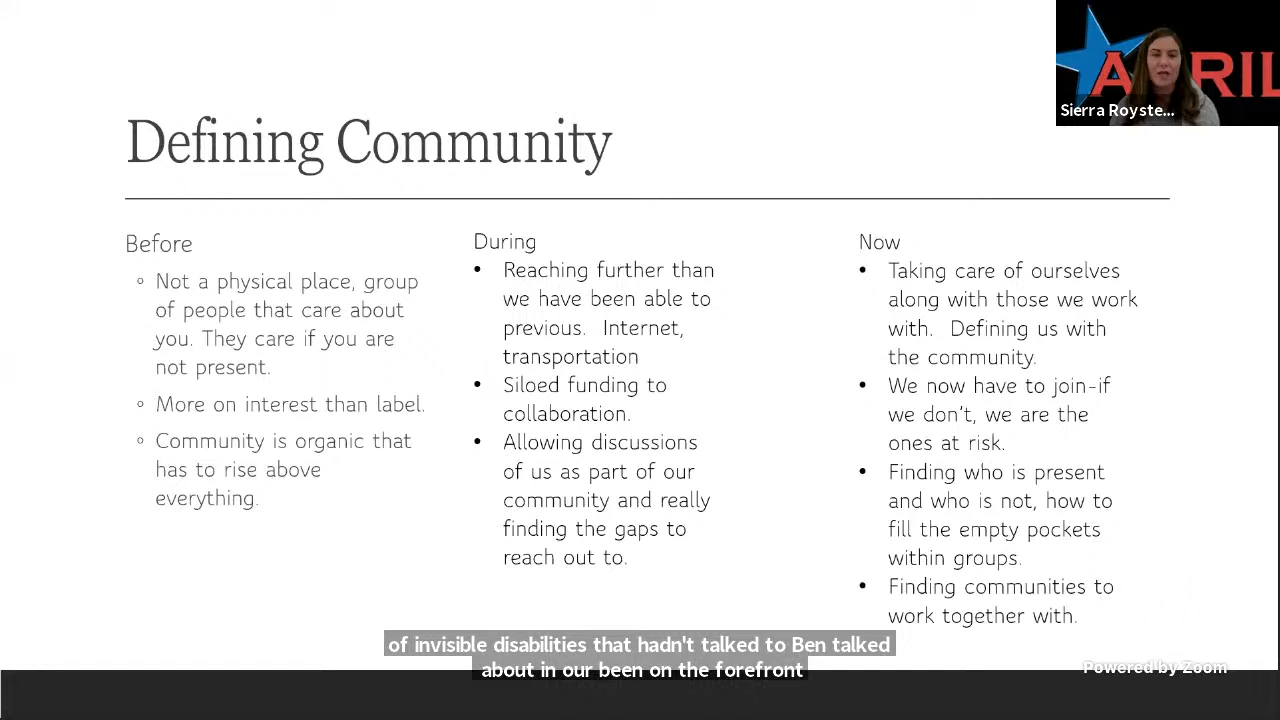 Defining Community
Before
Not a physical place, group
of people that care about
you. They care if you are
not present.
More on interest than label.
Community is organic that
has to rise above
everything.
During
Reaching further than
we have been able to
previous. Internet,
transportation
Siloed funding to
collaboration.
Allowing discussions
of us as part of our
community and really
finding the gaps to
reach out to.
Now
Taking care of ourselves
along with those we work
with. Defining us with
the community.
We now have to join-if
we don't, we are the
ones at risk.
Finding who is present
and who is not, how to
fill the empty pockets
within groups.
Finding communities to
work together with.
Sierra Royste...
of invisible disabilities that hadn't talked to Ben talked
about in our been on the forefront
Powered by Zoom